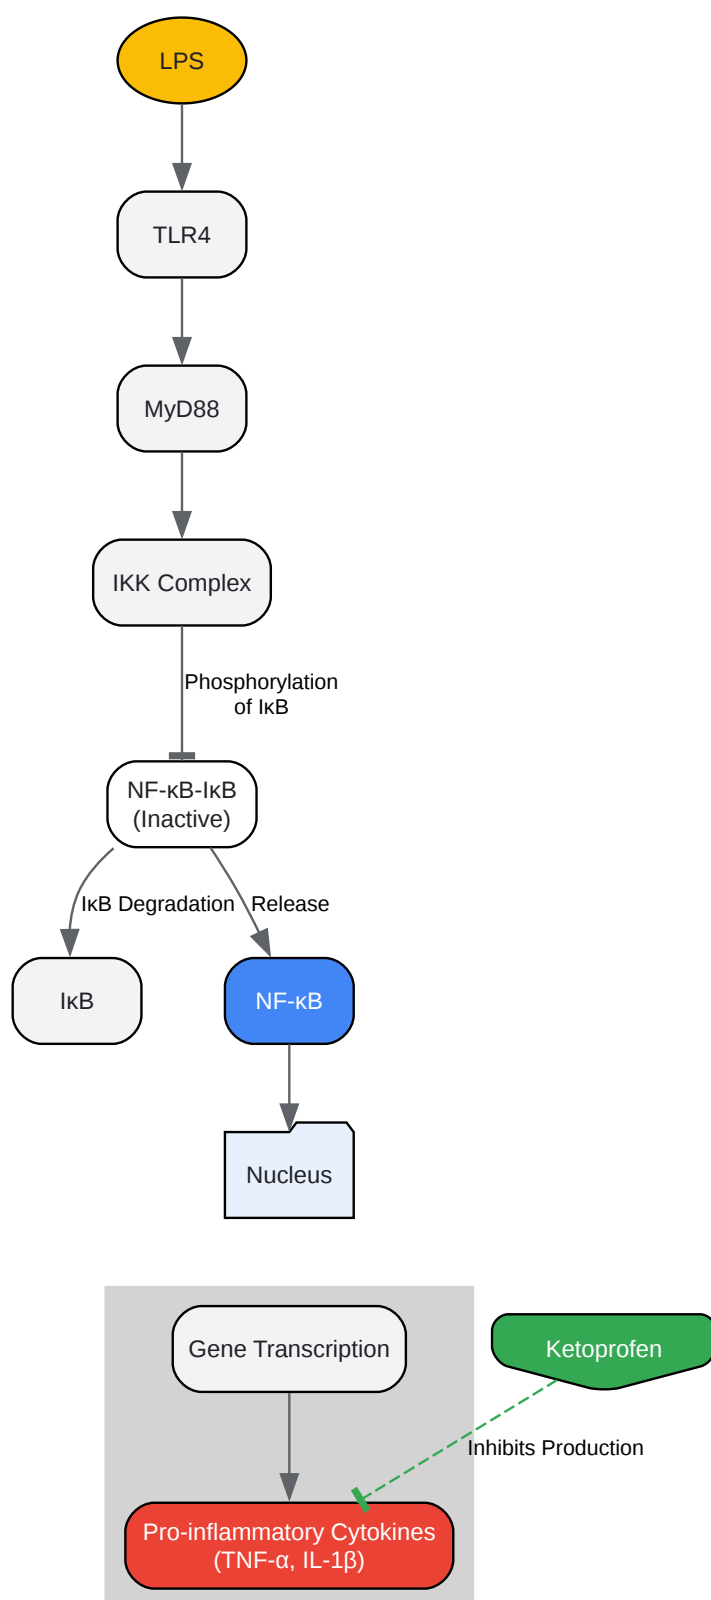 LPS
TLR4
MyD88
IKK Complex
Phosphorylation
of IκB
NF-κB-IκB
(Inactive)
IκB Degradation
Release
IκB
NF-κB
Nucleus
Gene Transcription
Ketoprofen
Inhibits Production
Pro-inflammatory Cytokines
(TNF-α, IL-1β)